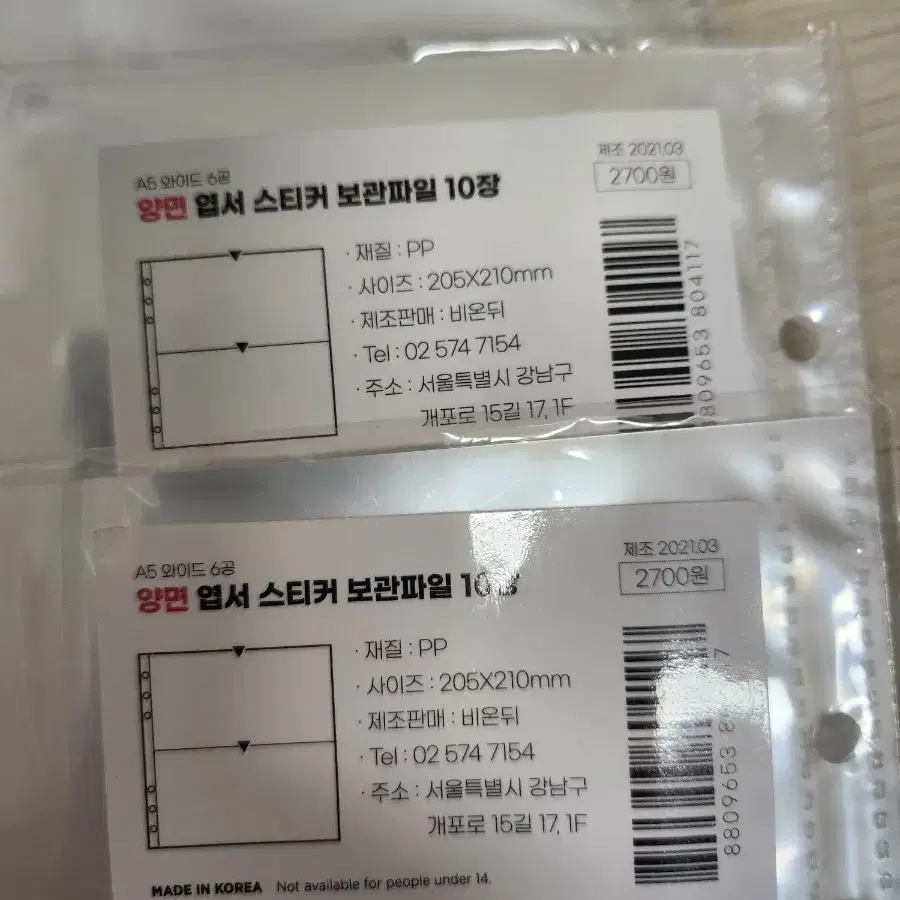 A5 와이드 6공
양면 엽서 스티커 보관파일 10장
제조 2021.03
2700원
· 재질 : PP
· 사이즈 : 205X210mm
· 제조판매 : 비온뒤
· Tel : 02 574 7154
· 주소 : 서울특별시 강남구
개포로 15길 17, 1F
8809653 804117
A5 와이드 6공
양면 엽서 스티커 보관파일 10장
제조 2021.03
2700원
· 재질 : PP
· 사이즈 : 205X210mm
· 제조판매 : 비온뒤
· Tel : 02 574 7154
· 주소 : 서울특별시 강남구
개포로 15길 17, 1F
8809653
MADE IN KOREA Not available for people under 14.